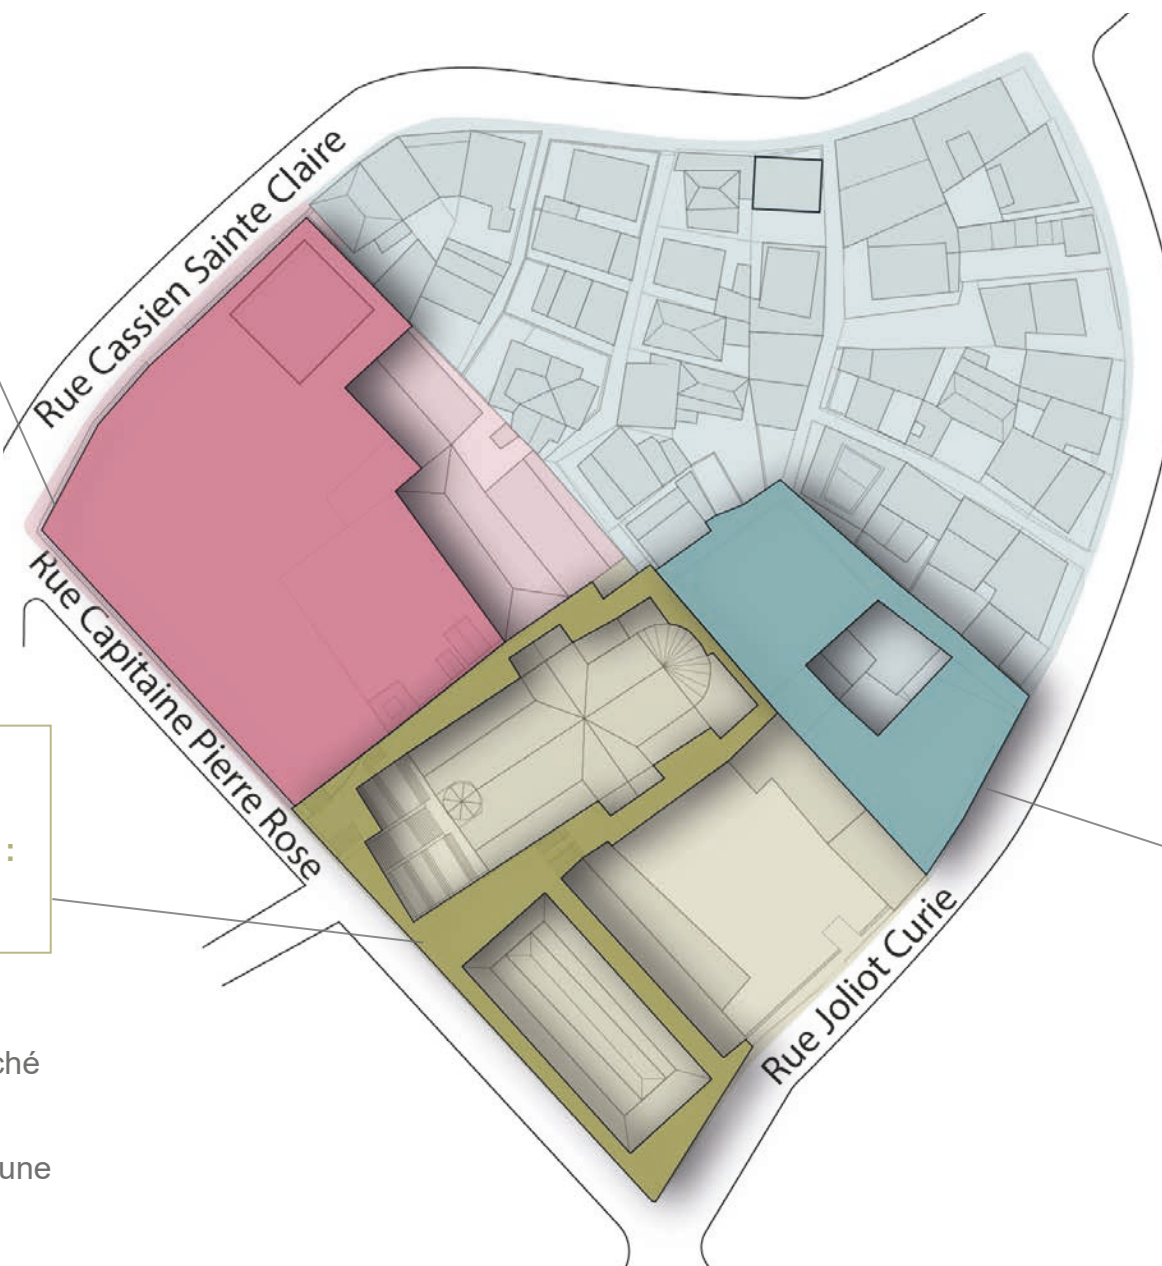 Rue Cassien Sainte Claire
Rue Capitaine Pierre Rose
:
ché
une
Rue Joliot Curie